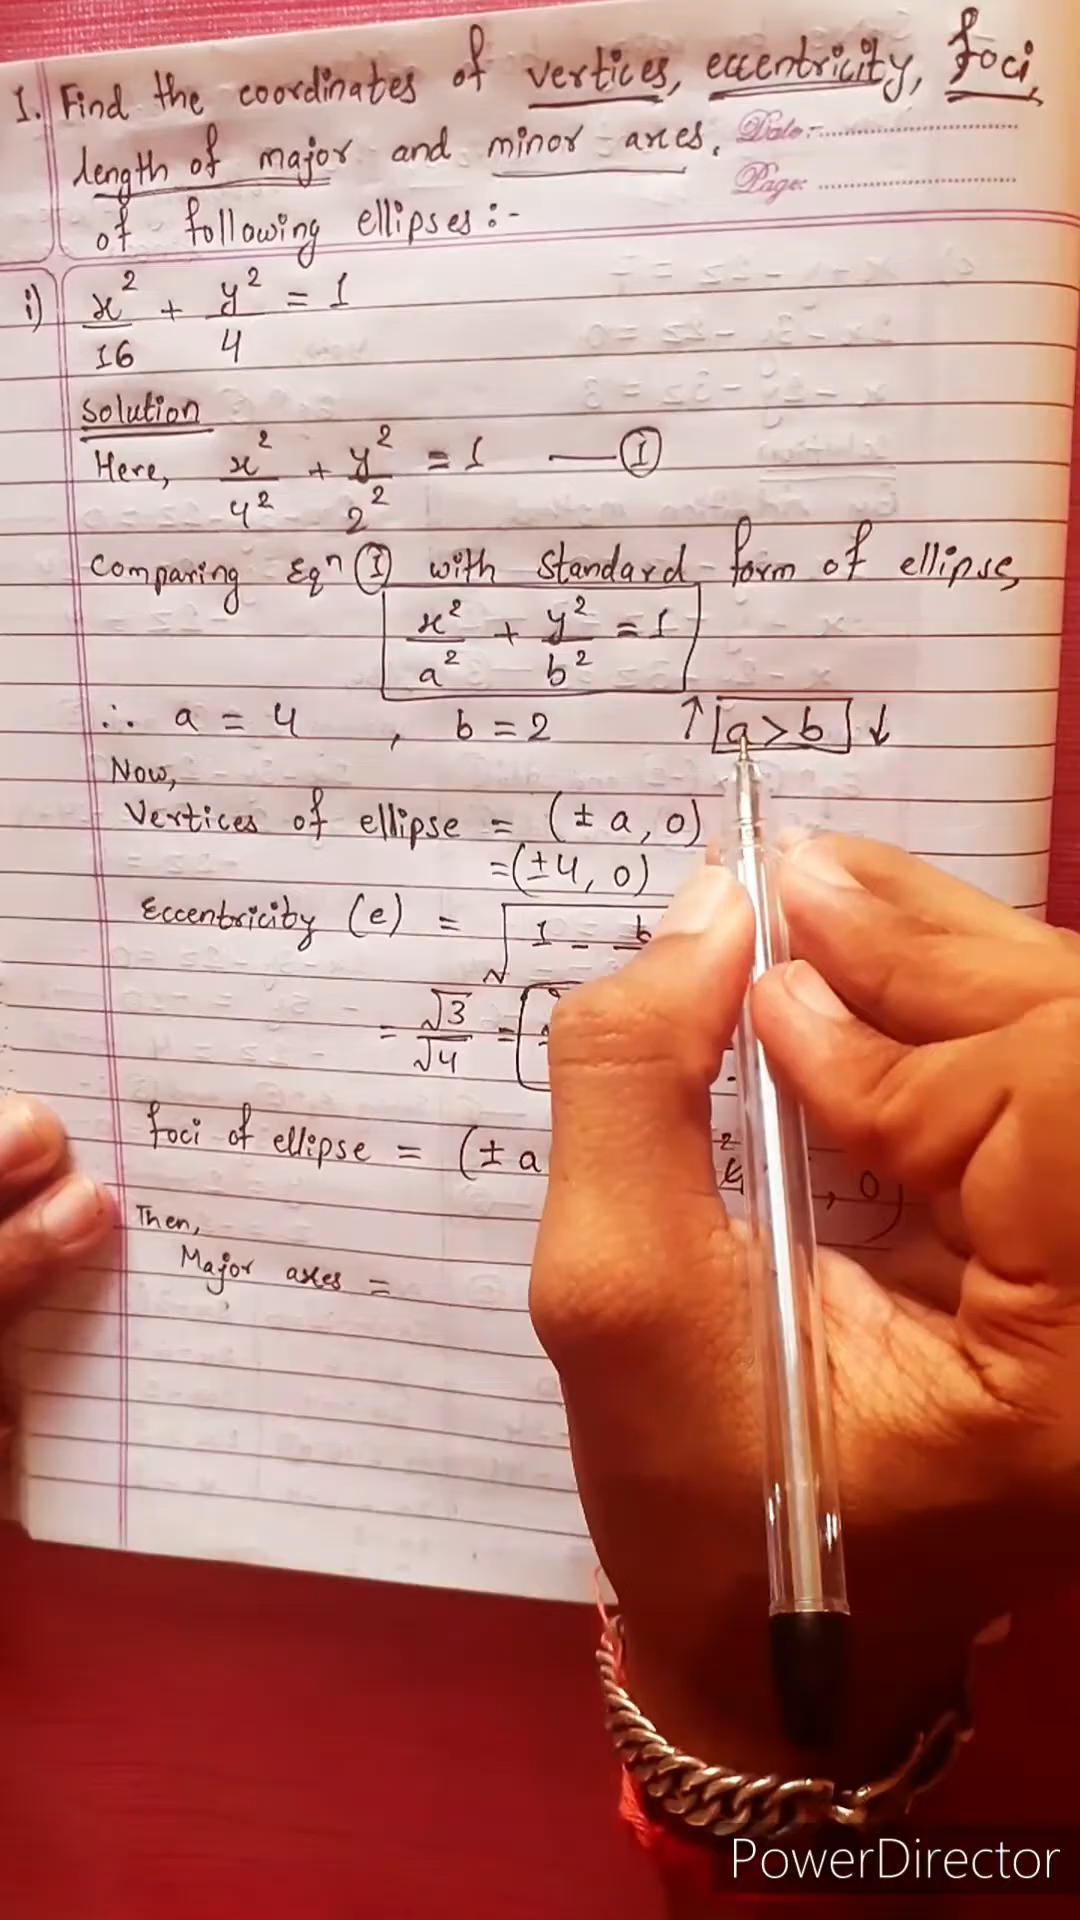 1. Find the coordinates of vertices, eccentricity, foci,
length of major and minor axes.
Date:-
Page:
of following ellipses:-
i) x²/16 + y²/4 = 1
Solution
Here, x²/4² + y²/2² = 1 — (I)
Comparing Eqⁿ (I) with Standard form of ellipse,
x²/a² + y²/b² = 1
∴ a = 4 , b = 2 ↑ a > b ↓
Now,
Vertices of ellipse = (± a, 0)
= (± 4, 0)
Eccentricity (e) = √1 - b
= √3/√4 =
foci of ellipse = (± a , 0)
Then,
Major axes =
PowerDirector